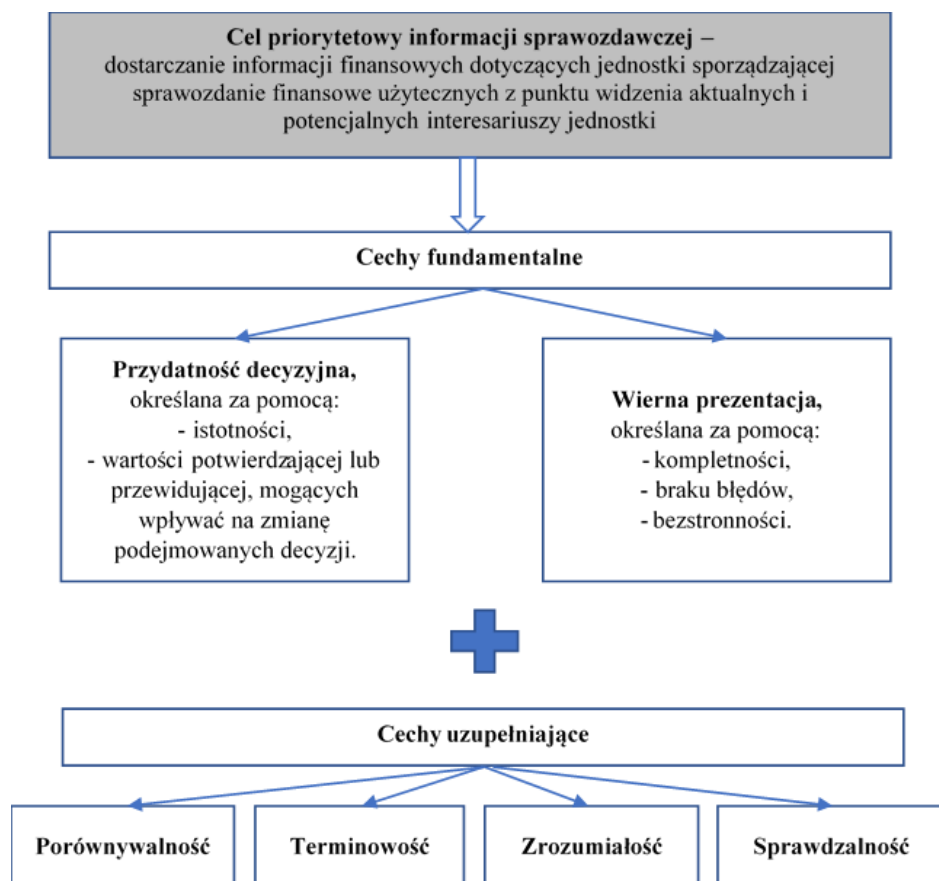 Cel priorytetowy informacji sprawozdawczej –
dostarczanie informacji finansowych dotyczących jednostki sporządzającej
sprawozdanie finansowe użytecznych z punktu widzenia aktualnych i
potencjalnych interesariuszy jednostki
Cechy fundamentalne
Przydatność decyzyjna,
określana za pomocą:
- istotności,
- wartości potwierdzającej lub
przewidującej, mogących
wpływać na zmianę
podejmowanych decyzji.
Wierna prezentacja,
określana za pomocą:
- kompletności,
- braku błędów,
- bezstronności.
Cechy uzupełniające
Porównywalność
Terminowość
Zrozumiałość
Sprawdzalność